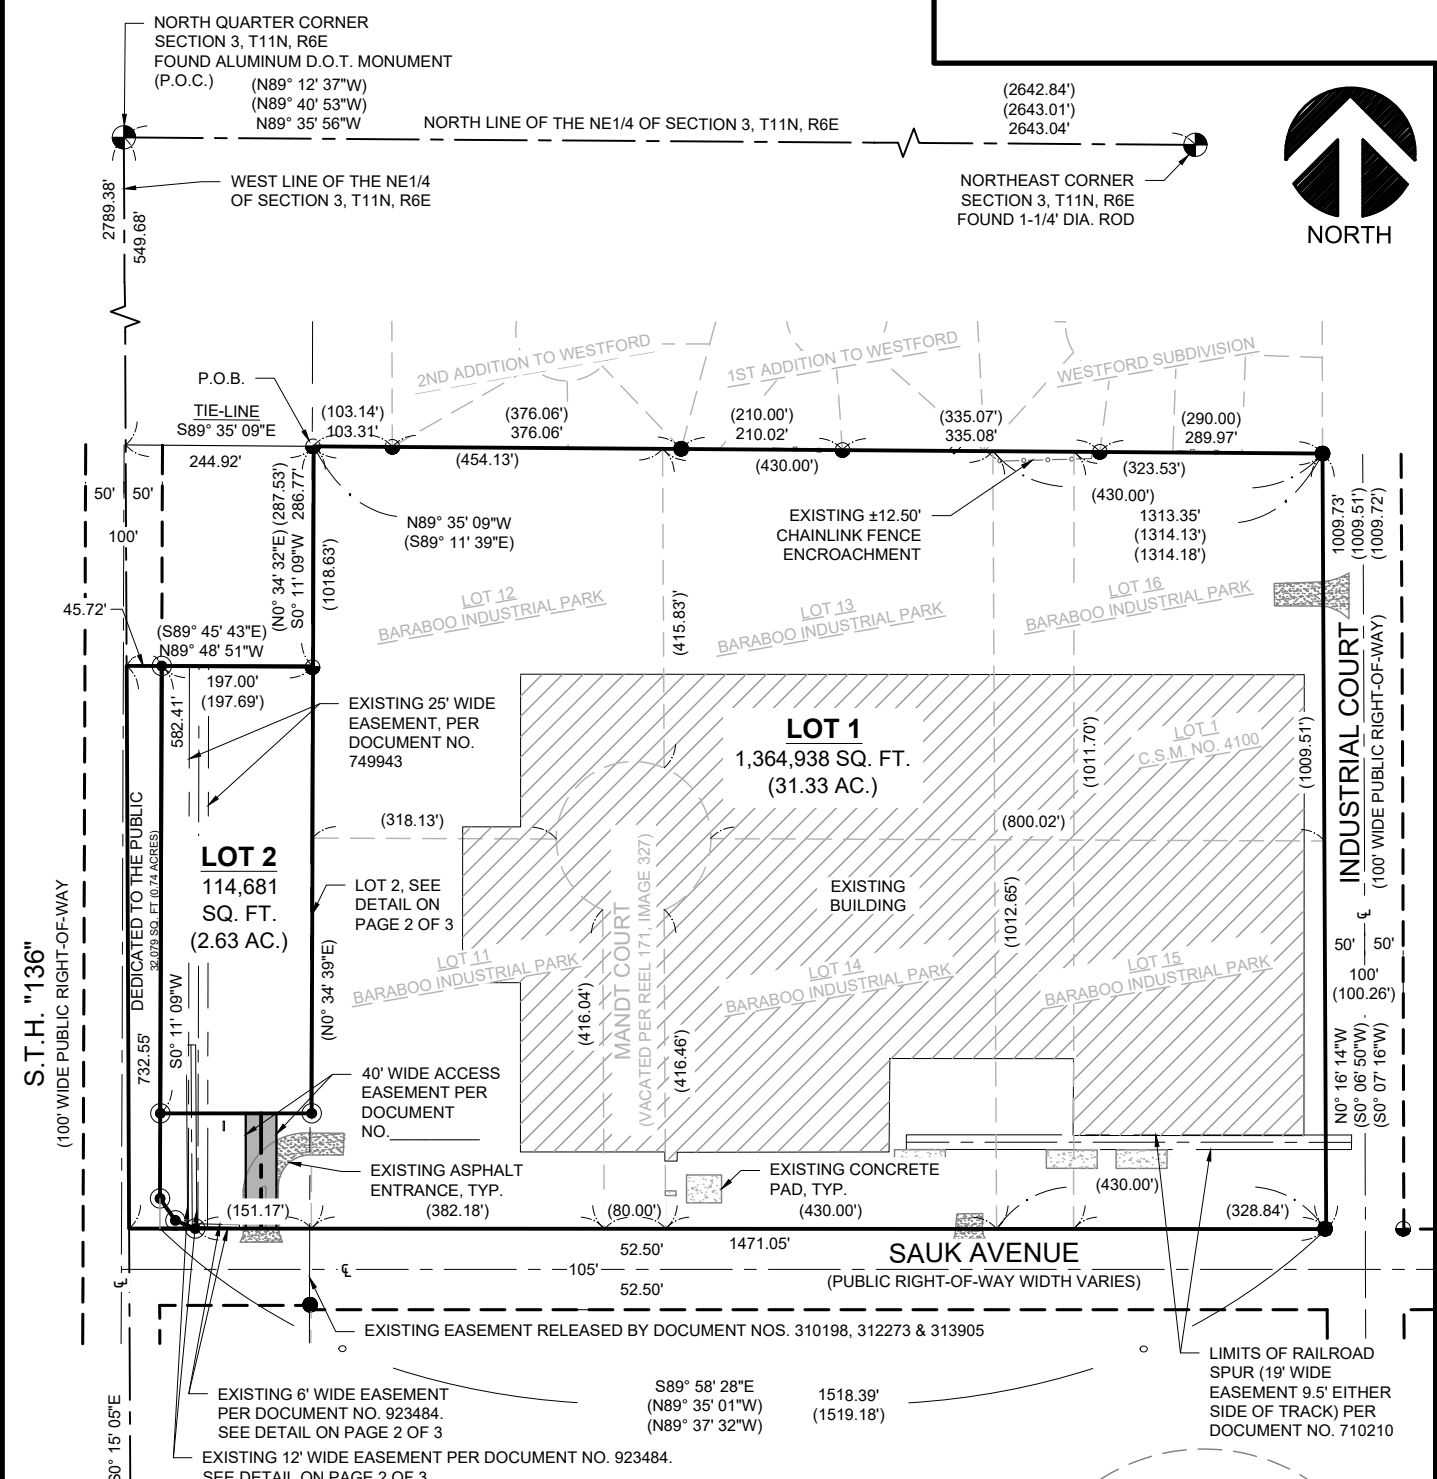 NORTH QUARTER CORNER
SECTION 3, T11N, R6E
FOUND ALUMINUM D.O.T. MONUMENT
(P.O.C.)
(N89° 12' 37"W)
(N89° 40' 53"W)
N89° 35' 56"W
NORTH LINE OF THE NE1/4 OF SECTION 3, T11N, R6E
(2642.84')
(2643.01')
2643.04'
NORTH
WEST LINE OF THE NE1/4
OF SECTION 3, T11N, R6E
NORTHEAST CORNER
SECTION 3, T11N, R6E
FOUND 1-1/4' DIA. ROD
2789.38'
549.68'
2ND ADDITION TO WESTFORD
1ST ADDITION TO WESTFORD
WESTFORD SUBDIVISION
P.O.B.
TIE-LINE
S89° 35' 09"E
244.92'
(103.14')
103.31'
(376.06')
376.06'
(210.00')
210.02'
(335.07')
335.08'
(290.00)
289.97'
(454.13')
(430.00')
(323.53')
(430.00')
1313.35'
(1314.13')
(1314.18')
50'
50'
100'
N89° 35' 09"W
(S89° 11' 39"E)
EXISTING ±12.50'
CHAINLINK FENCE
ENCROACHMENT
(N0° 34' 32"E) (287.53')
S0° 11' 09"W 286.77'
(1018.63')
1009.73'
(1009.51')
(1009.72')
45.72'
(S89° 45' 43"E)
N89° 48' 51"W
197.00'
(197.69')
LOT 12
BARABOO INDUSTRIAL PARK
(415.83')'
LOT 13
BARABOO INDUSTRIAL PARK
LOT 16
BARABOO INDUSTRIAL PARK
INDUSTRIAL COURT
(100' WIDE PUBLIC RIGHT-OF-WAY)
582.41'
EXISTING 25' WIDE
EASEMENT, PER
DOCUMENT NO.
749943
LOT 1
1,364,938 SQ. FT.
(31.33 AC.)
(1011.70')
LOT 1
C.S.M. NO. 4100
(1009.51')
DEDICATED TO THE PUBLIC
32,079 SQ. FT (0.74 ACRES)
(318.13')
(800.02')
LOT 2
114,681
SQ. FT.
(2.63 AC.)
LOT 2, SEE
DETAIL ON
PAGE 2 OF 3
EXISTING
BUILDING
MANDT COURT
(VACATED PER REEL 171, IMAGE 327)
(1012.65')
S.T.H. "136"
(100' WIDE PUBLIC RIGHT-OF-WAY
LOT 11
BARABOO INDUSTRIAL PARK
LOT 14
BARABOO INDUSTRIAL PARK
LOT 15
BARABOO INDUSTRIAL PARK
50'
50'
100'
(100.26')
(N0° 34' 39"E)
(416.04')
(416.46')
732.55'
S0° 11' 09"W
N0° 16' 14"W
(S0° 06' 50"W)
(S0° 07' 16"W)
40' WIDE ACCESS
EASEMENT PER
DOCUMENT
NO.__________
EXISTING ASPHALT
ENTRANCE, TYP.
EXISTING CONCRETE
PAD, TYP.
(430.00')
(151.17')
(382.18')
(80.00')
(430.00')
(328.84')
52.50'
1471.05'
SAUK AVENUE
105'
(PUBLIC RIGHT-OF-WAY WIDTH VARIES)
52.50'
EXISTING EASEMENT RELEASED BY DOCUMENT NOS. 310198, 312273 & 313905
LIMITS OF RAILROAD
SPUR (19' WIDE
EASEMENT 9.5' EITHER
SIDE OF TRACK) PER
DOCUMENT NO. 710210
EXISTING 6' WIDE EASEMENT
PER DOCUMENT NO. 923484.
SEE DETAIL ON PAGE 2 OF 3
S89° 58' 28"E
(N89° 35' 01"W)
(N89° 37' 32"W)
1518.39'
(1519.18')
S0° 15' 05"E
EXISTING 12' WIDE EASEMENT PER DOCUMENT NO. 923484.
SEE DETAIL ON PAGE 2 OF 3